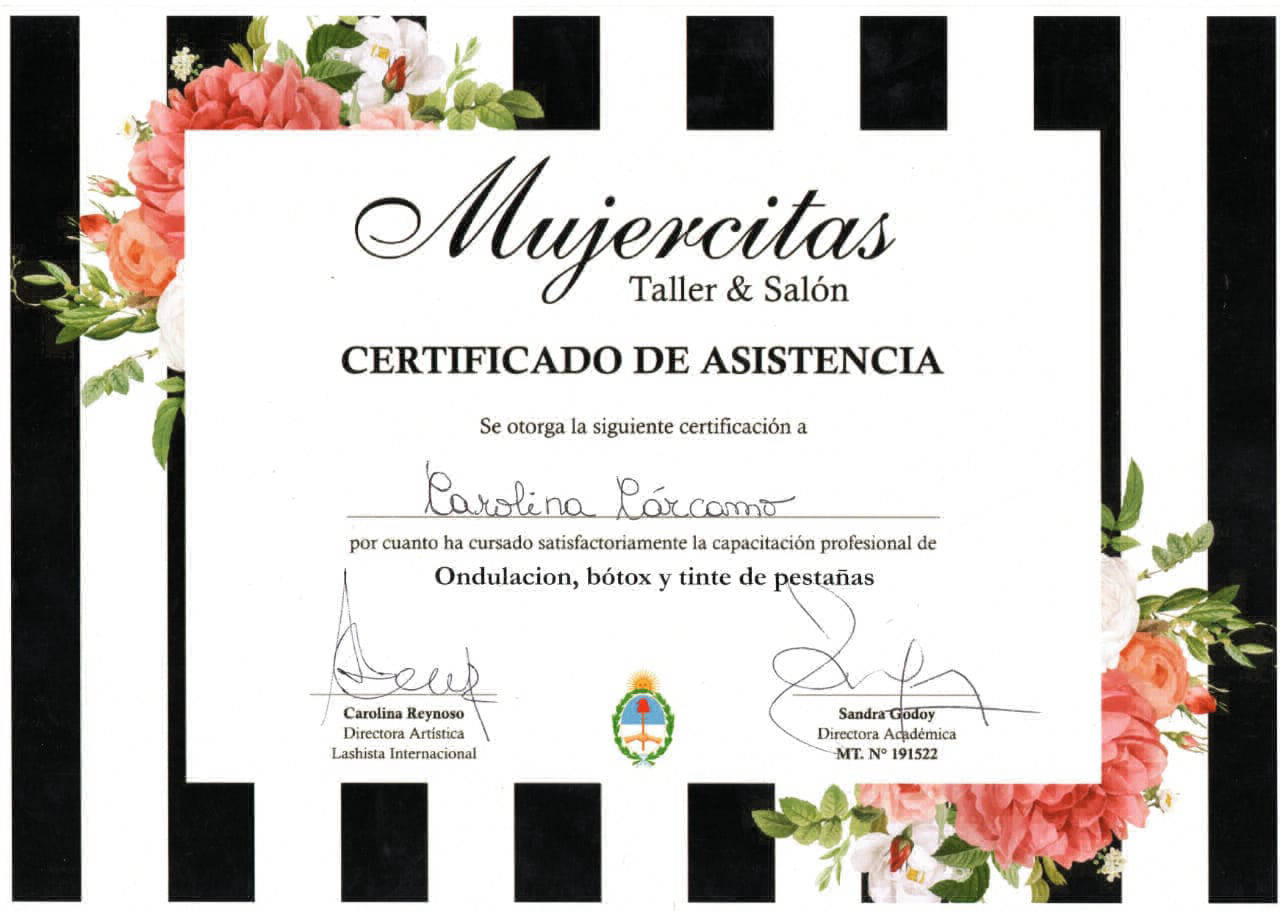 Mujercitas
Taller & Salón
CERTIFICADO DE ASISTENCIA
Se otorga la siguiente certificación a
Carolina Cárcamo
por cuanto ha cursado satisfactoriamente la capacitación profesional de
Ondulacion, bótox y tinte de pestañas
Carolina Reynoso
Directora Artística
Lashista Internacional
Sandra Godoy
Directora Académica
MT. N° 191522